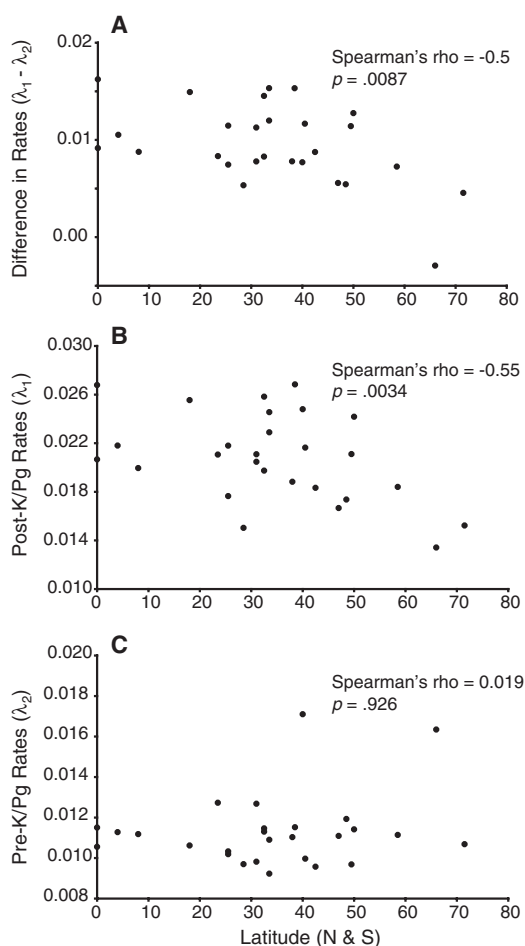 A
Difference in Rates (λ1 - λ2)
Spearman's rho = -0.5
p = .0087
0.02
0.01
0.00
0 10 20 30 40 50 60 70 80
B
Post-K/Pg Rates (λ1)
Spearman's rho = -0.55
p = .0034
0.030
0.026
0.022
0.018
0.014
0.010
0 10 20 30 40 50 60 70 80
C
Pre-K/Pg Rates (λ2)
Spearman's rho = 0.019
p = .926
0.020
0.018
0.016
0.014
0.012
0.010
0.008
0 10 20 30 40 50 60 70 80
Latitude (N & S)